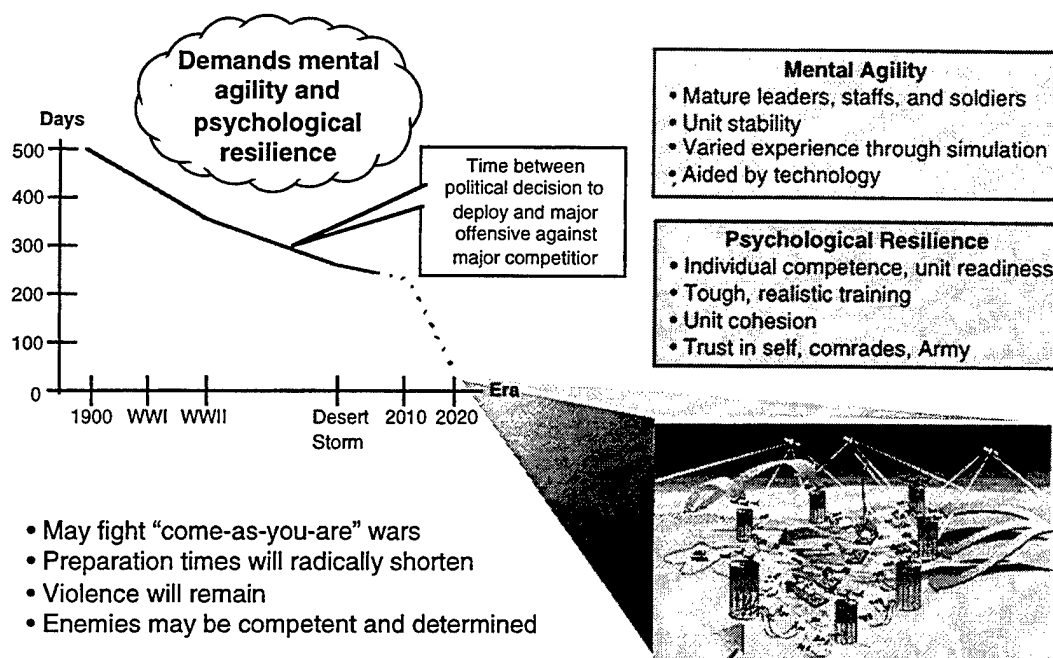 Demands mental
agility and
psychological
resilience
Days
500
400
300
200
100
0
1900
WWI
WWII
Desert
Storm
2010
2020
Era
Time between
political decision to
deploy and major
offensive against
major competitior
Mental Agility
• Mature leaders, staffs, and soldiers
• Unit stability
• Varied experience through simulation
• Aided by technology
Psychological Resilience
• Individual competence, unit readiness
• Tough, realistic training
• Unit cohesion
• Trust in self, comrades, Army
• May fight “come-as-you-are” wars
• Preparation times will radically shorten
• Violence will remain
• Enemies may be competent and determined